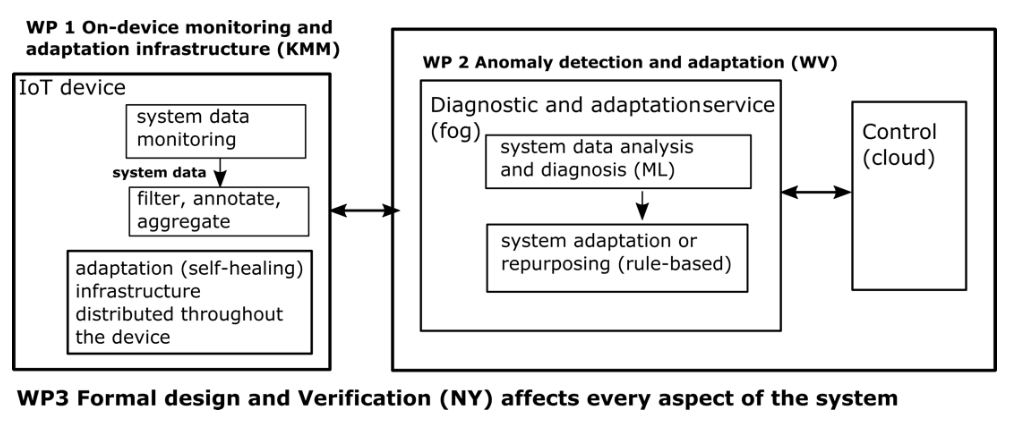 WP 1 On-device monitoring and
adaptation infrastructure (KMM)
IoT device
system data
monitoring
system data
filter, annotate,
aggregate
adaptation (self-healing)
infrastructure
distributed throughout
the device
WP 2 Anomaly detection and adaptation (WV)
Diagnostic and adaptationservice
(fog)
system data analysis
and diagnosis (ML)
system adaptation or
repurposing (rule-based)
Control
(cloud)
WP3 Formal design and Verification (NY) affects every aspect of the system